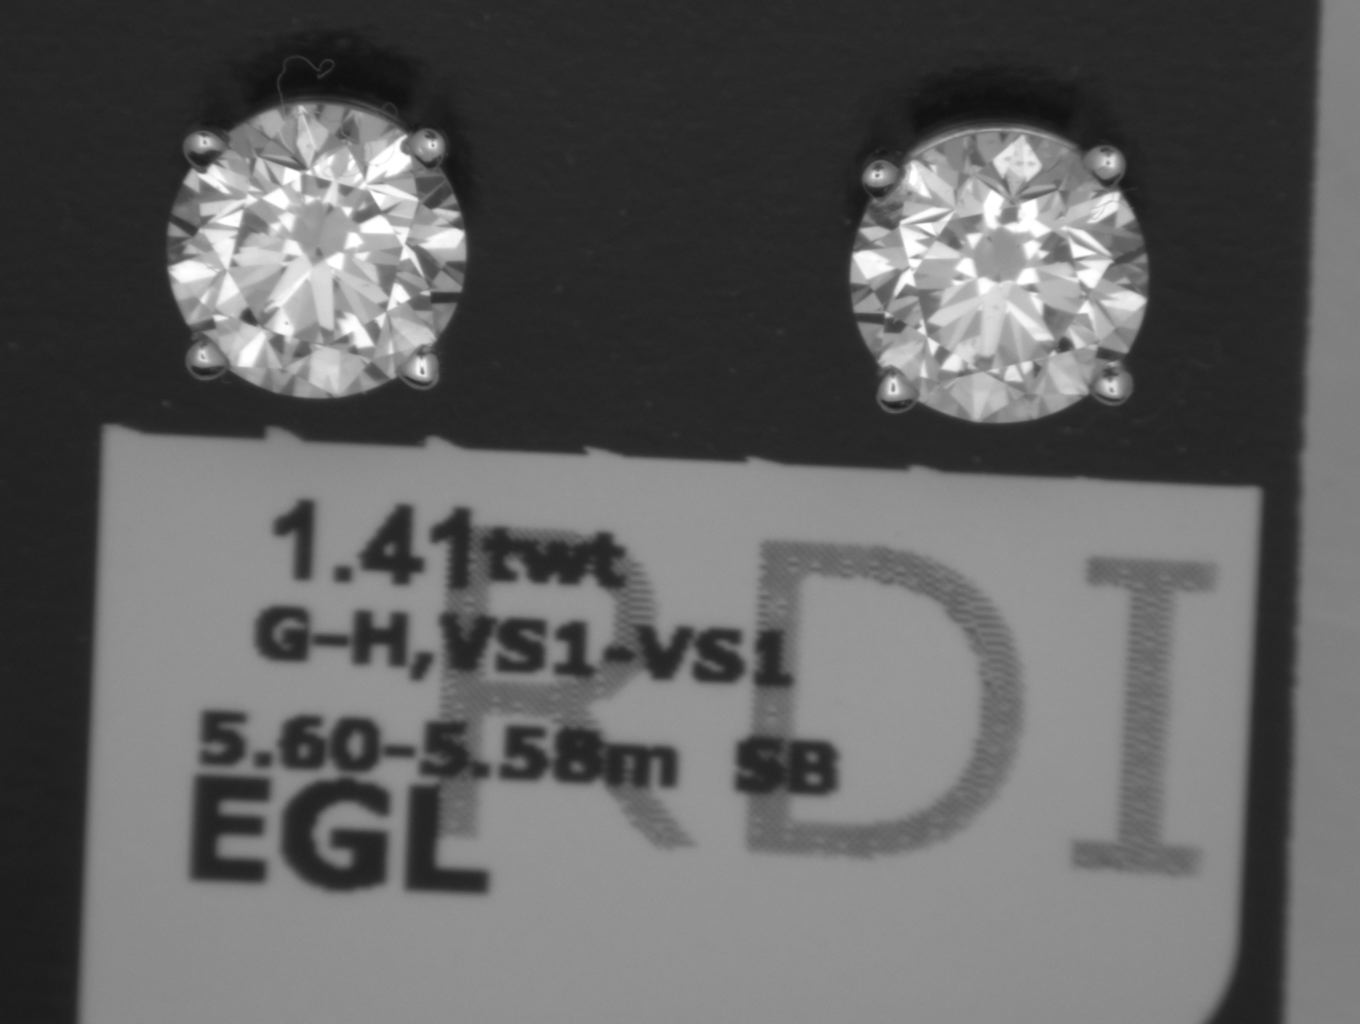 1.41twt
G-H,VS1-VS1
5.60-5.58m SB
EGL
RDI